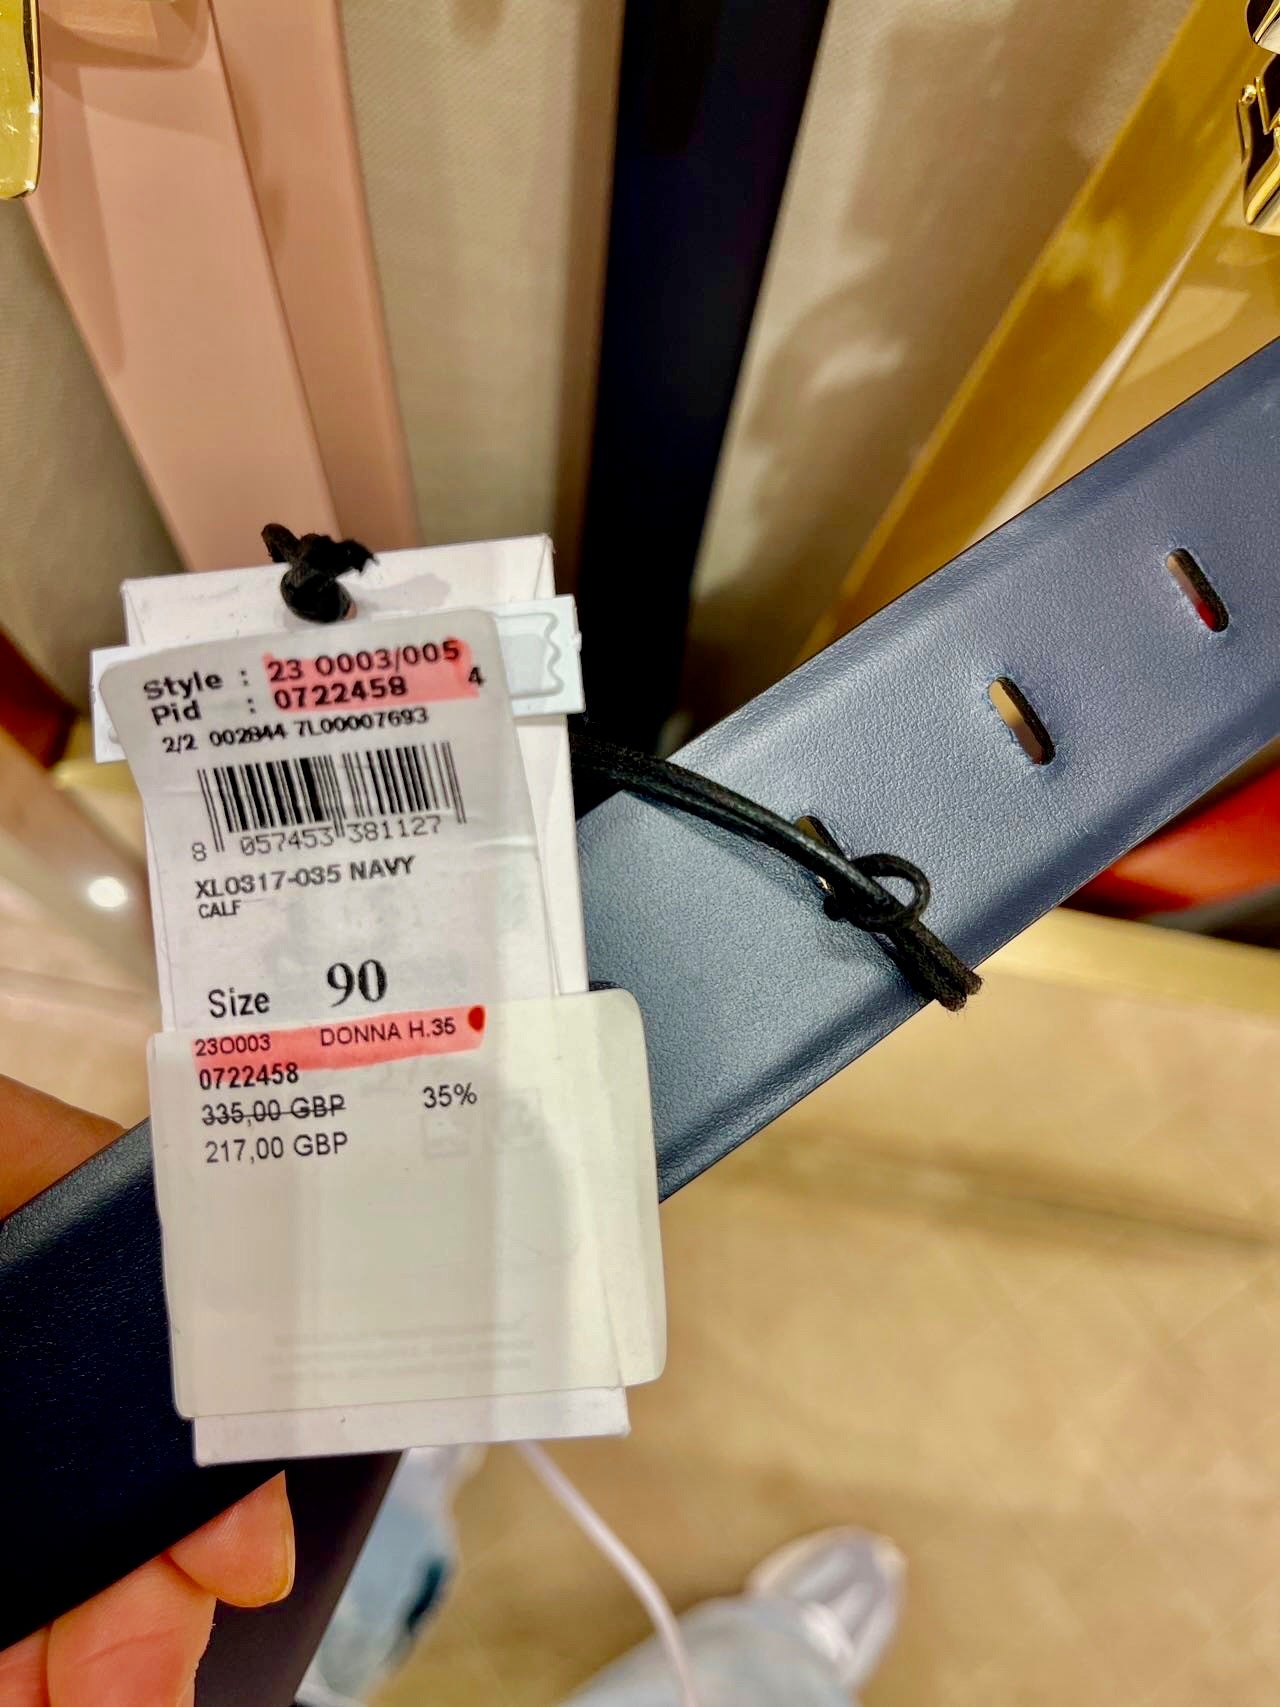 Style : 23 0003/005
Pid : 0722458 4
2/2 002844 7L00007693
8 057453 381127
XL0317-035 NAVY
CALF
Size 90
23O003 DONNA H.35
0722458
335,00 GBP 35%
217,00 GBP